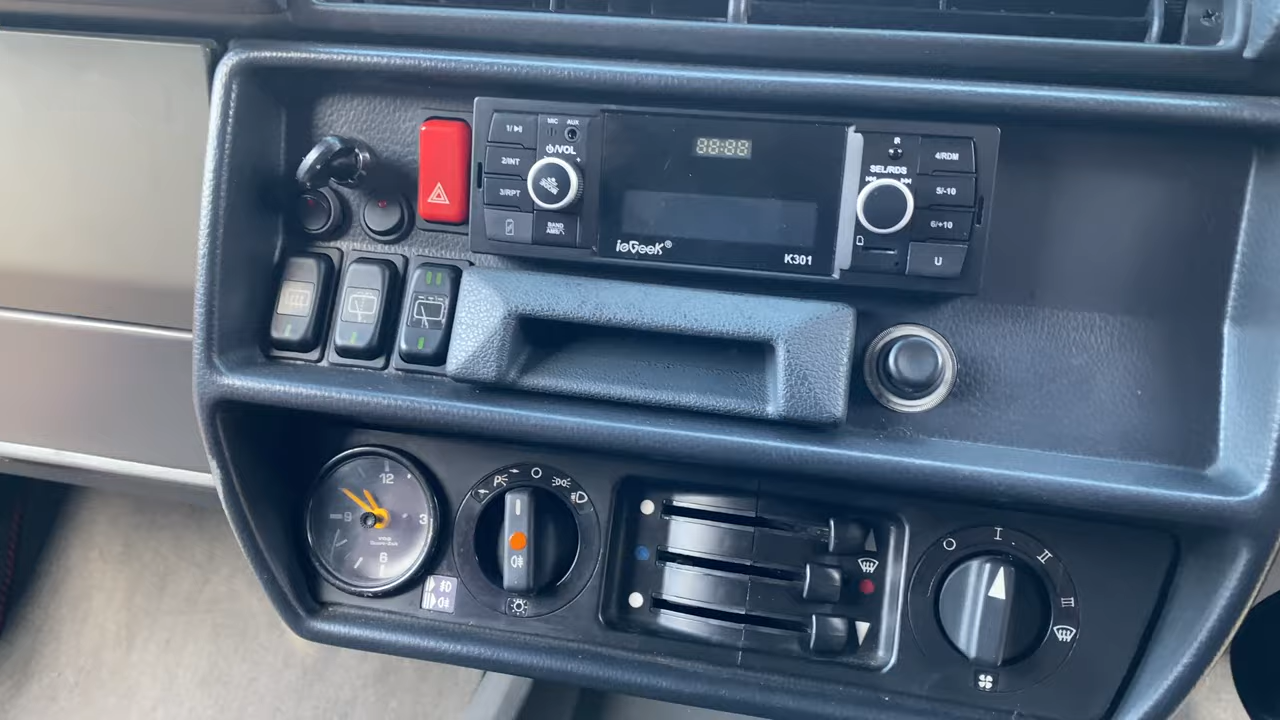 1/▶II
2/INT
3/RPT
MIC AUX
⏻/VOL
BAND
AMS/
88:88
ieGeeK®
K301
R
SEL/RDS
4/RDM
5/-10
6/+10
U
12
9
3
6
VDO
P
O
O
I
II
III